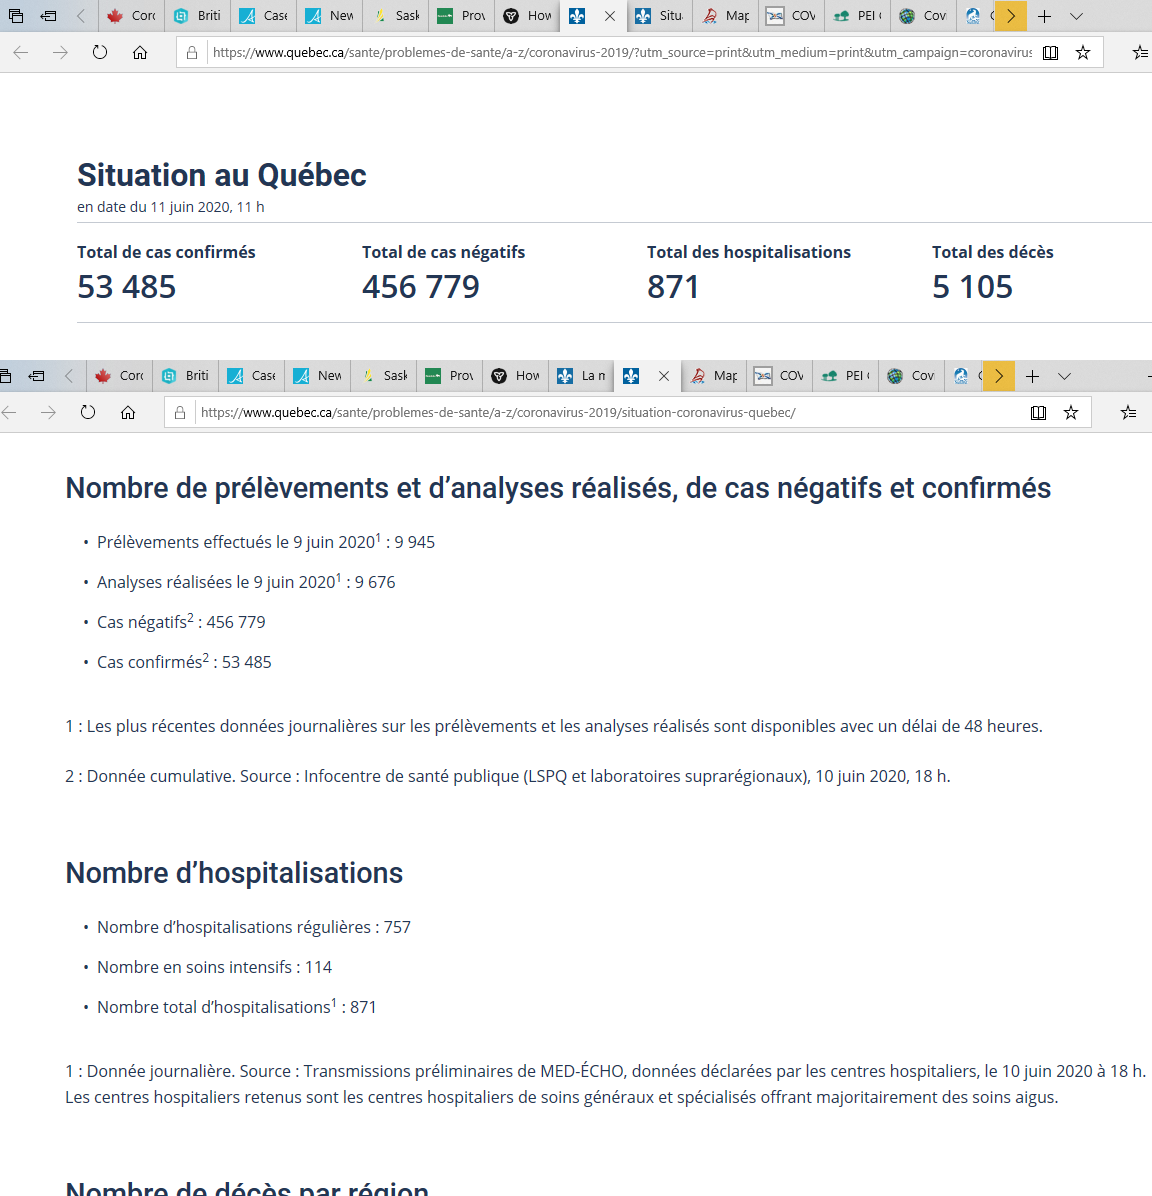 Corc Briti Case New Sask Prov How Situ Map COV PEI Cov
https://www.quebec.ca/sante/problemes-de-sante/a-z/coronavirus-2019/?utm_source=print&utm_medium=print&utm_campaign=coronavirus
Situation au Québec
en date du 11 juin 2020, 11 h
Total de cas confirmés Total de cas négatifs Total des hospitalisations Total des décès
53 485 456 779 871 5 105
Corc Briti Case New Sask Prov How La m Map COV PEI Cov
https://www.quebec.ca/sante/problemes-de-sante/a-z/coronavirus-2019/situation-coronavirus-quebec/
Nombre de prélèvements et d’analyses réalisés, de cas négatifs et confirmés
• Prélèvements effectués le 9 juin 2020¹ : 9 945
• Analyses réalisées le 9 juin 2020¹ : 9 676
• Cas négatifs² : 456 779
• Cas confirmés² : 53 485
1 : Les plus récentes données journalières sur les prélèvements et les analyses réalisés sont disponibles avec un délai de 48 heures.
2 : Donnée cumulative. Source : Infocentre de santé publique (LSPQ et laboratoires suprarégionaux), 10 juin 2020, 18 h.
Nombre d’hospitalisations
• Nombre d’hospitalisations régulières : 757
• Nombre en soins intensifs : 114
• Nombre total d’hospitalisations¹ : 871
1 : Donnée journalière. Source : Transmissions préliminaires de MED-ÉCHO, données déclarées par les centres hospitaliers, le 10 juin 2020 à 18 h.
Les centres hospitaliers retenus sont les centres hospitaliers de soins généraux et spécialisés offrant majoritairement des soins aigus.
Nombre de décès par région